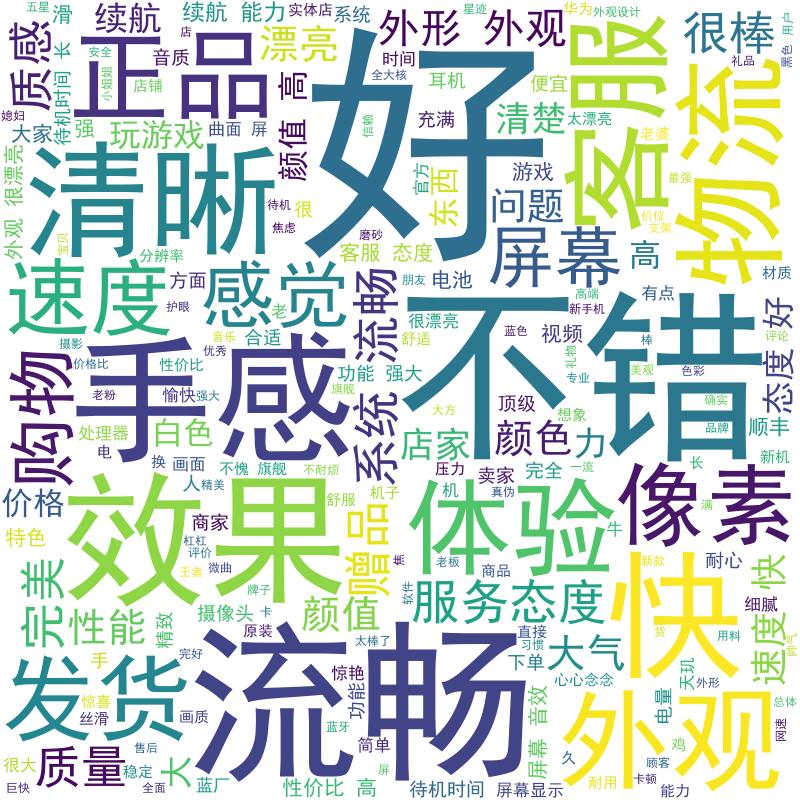 五星
滑
续航
续航 能力
实体店
系统
外形 外观
星迹
华为
外观设计
客服
很棒
黑色
用户
质感
长
待机时间
安全
小姐姐
正品
店
音质
店铺
漂亮
高
颜值
好
时间
全大核
耳机
便宜
礼品
物流
媳妇
大家
强
玩游戏
曲面 屏
信赖
充满
清楚
太漂亮
老婆
最强
很漂亮
外观
清晰
待机
很
焦虑
官方
东西
游戏
问题
价位
支架
宝贝
分辨率
磨砂
客服 态度
屏幕
高
材质
速度
方面
护眼
感觉
老
流畅
系统
朋友
电池
高端
新手机
有点
好
态度
摄影
音乐
合适
很漂亮
舒适
蓝色
视频
棒
评论
购物
价格比
优秀
性价比
手感
功能 强大
不错
礼物
专业
美观
色彩
老粉
愉快
强大
旗舰
大方
顶级
想象
确实
品牌
顺丰
处理器
白色
电
店家
颜色
力
换
画面
不愧 旗舰
不耐烦
压力
卖家
完全
一流
长
新机
价格
人
精美
效果
舒服
机子
机
真伪
体验
像素
满
特色
商家
杠杠
评价
赠品
牛
王者
微曲
焦
老板
商品
新款
耐心
快
完美
性能
精致
摄像头
卡
牌子
颜值
软件
服务态度
快
细腻
货
用料
帅气
速度
原装
太棒了
直接
习惯
下单
大气
手
完好
惊艳
功能
心心念念
天玑
外形
电量
发货
惊喜
丝滑
画质
流畅
蓝牙
音效
屏幕
外观
总体
网速
质量
售后
简单
久
鸡
顾客
很大
稳定
大
蓝厂
屏
耐用
卡顿
巨快
全面
性价比 高
待机时间
屏幕显示
能力